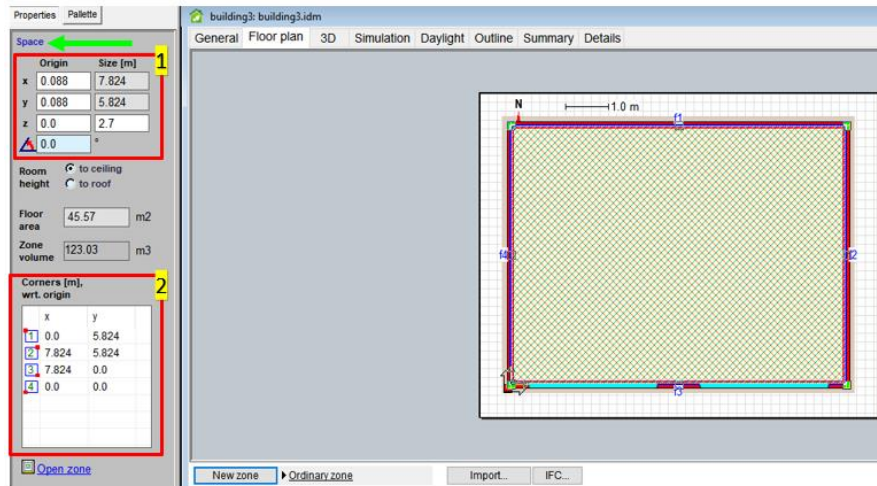 Properties Pallette
Space
1
Origin Size [m]
x 0.088 7.824
y 0.088 5.824
z 0.0 2.7
0.0 °
Room height
to ceiling
to roof
Floor area 45.57 m2
Zone volume 123.03 m3
2
Corners [m], wrt. origin
x y
1 0.0 5.824
2 7.824 5.824
3 7.824 0.0
4 0.0 0.0
Open zone
building3: building3.idm
General Floor plan 3D Simulation Daylight Outline Summary Details
N 1.0 m
f1
f4
f2
f3
New zone Ordinary zone Import... IFC...